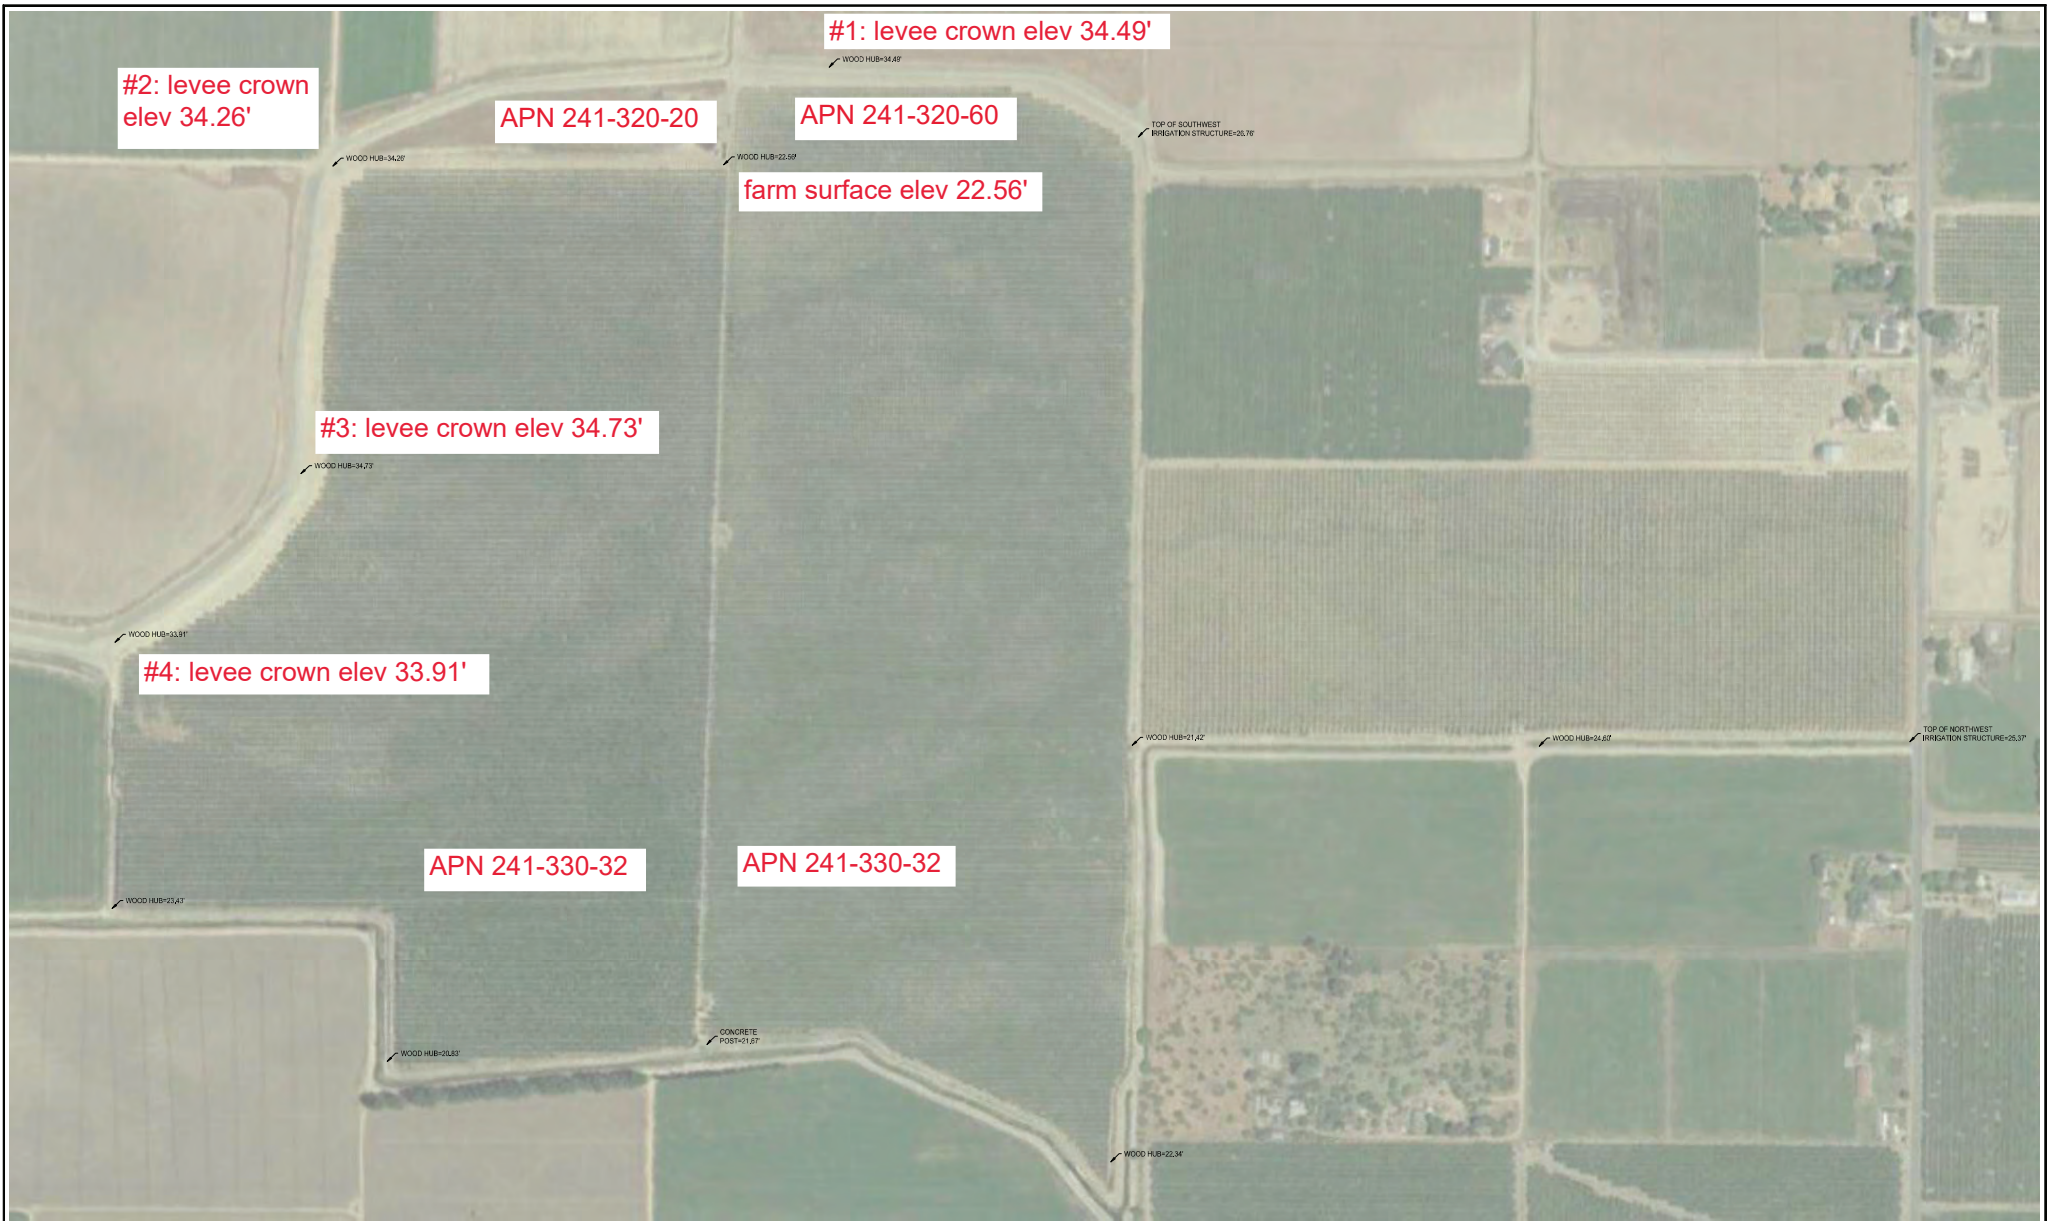 #1: levee crown elev 34.49'
WOOD HUB=34.49'
#2: levee crown
elev 34.26'
APN 241-320-20
APN 241-320-60
TOP OF SOUTHWEST
IRRIGATION STRUCTURE=26.76'
WOOD HUB=34.26'
WOOD HUB=22.56'
farm surface elev 22.56'
#3: levee crown elev 34.73'
WOOD HUB=34.73'
WOOD HUB=33.91'
#4: levee crown elev 33.91'
WOOD HUB=21.42'
WOOD HUB=24.60'
TOP OF NORTHWEST
IRRIGATION STRUCTURE=25.37'
APN 241-330-32
APN 241-330-32
WOOD HUB=23.43'
CONCRETE
POST=21.67'
WOOD HUB=20.83'
WOOD HUB=22.34'